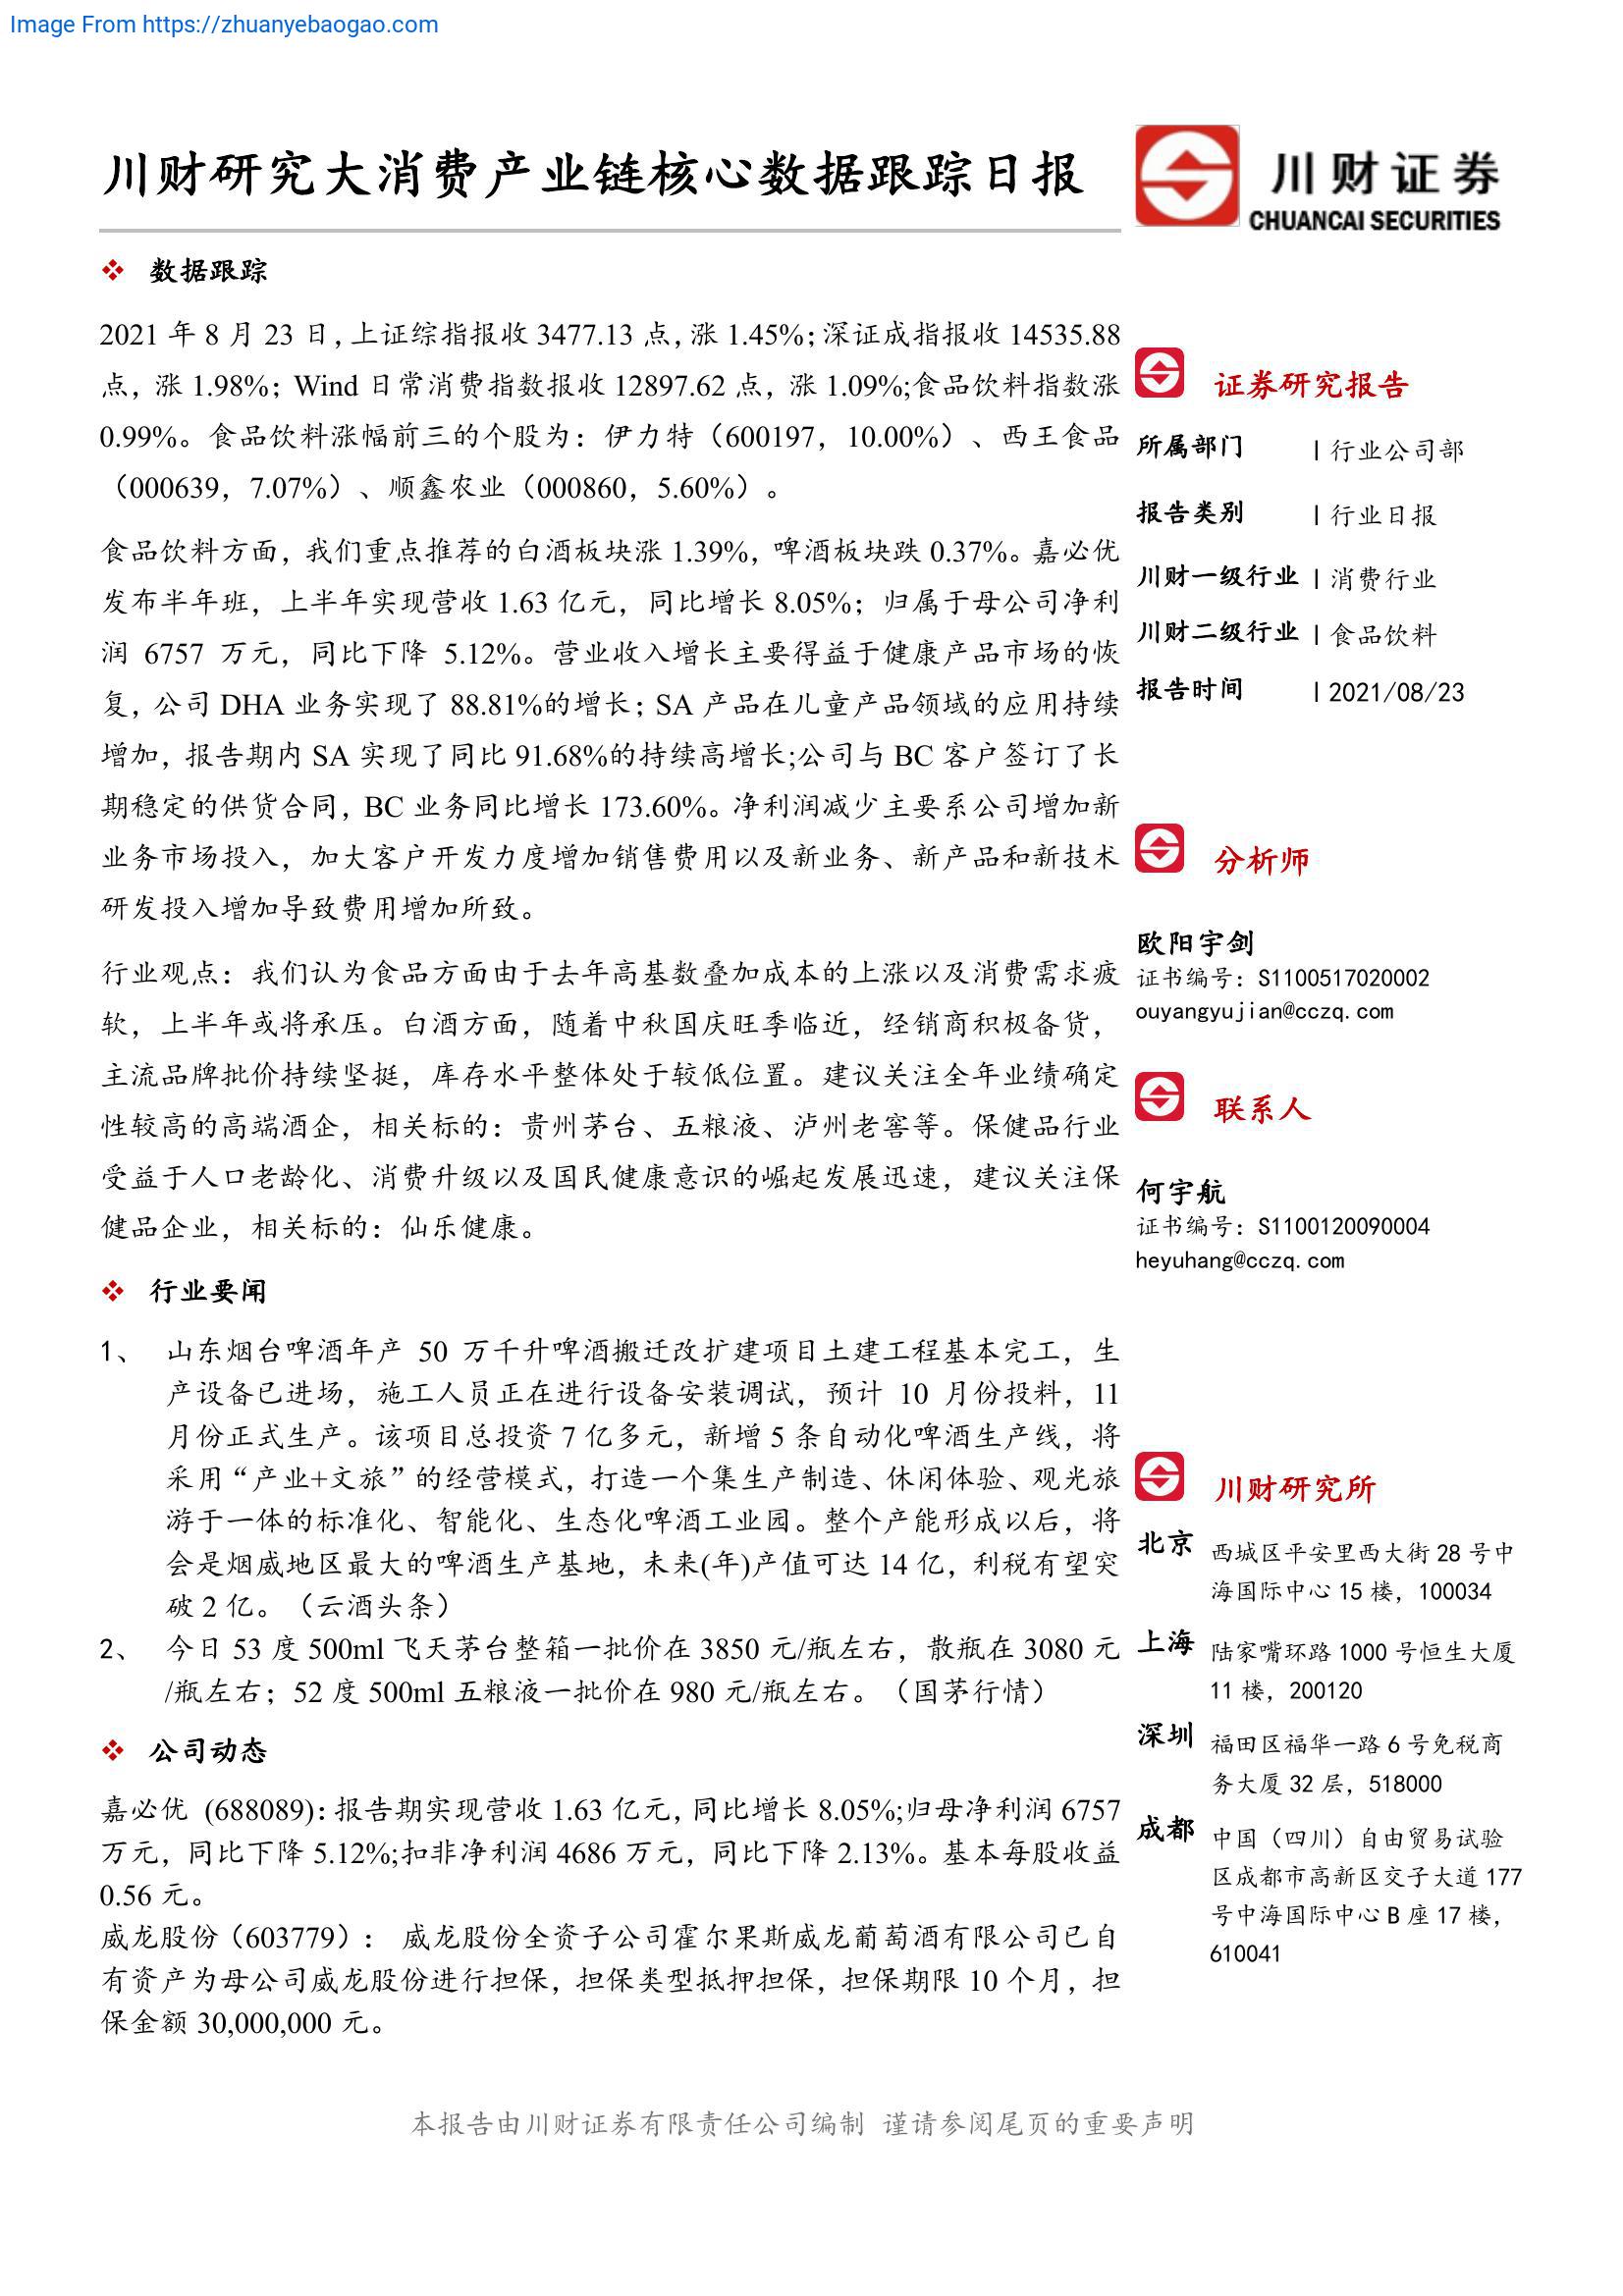 Image From https://zhuanyebaogao.com
川财研究大消费产业链核心数据跟踪日报
川财证券
CHUANCAI SECURITIES
数据跟踪
2021 年 8 月 23 日，上证综指报收 3477.13 点，涨 1.45%；深证成指报收 14535.88
点，涨 1.98%；Wind 日常消费指数报收 12897.62 点，涨 1.09%;食品饮料指数涨
0.99%。食品饮料涨幅前三的个股为：伊力特（600197，10.00%）、西王食品
（000639，7.07%）、顺鑫农业（000860，5.60%）。
食品饮料方面，我们重点推荐的白酒板块涨 1.39%，啤酒板块跌 0.37%。嘉必优
发布半年班，上半年实现营收 1.63 亿元，同比增长 8.05%；归属于母公司净利
润 6757 万元，同比下降 5.12%。营业收入增长主要得益于健康产品市场的恢
复，公司 DHA 业务实现了 88.81%的增长；SA 产品在儿童产品领域的应用持续
增加，报告期内 SA 实现了同比 91.68%的持续高增长;公司与 BC 客户签订了长
期稳定的供货合同，BC 业务同比增长 173.60%。净利润减少主要系公司增加新
业务市场投入，加大客户开发力度增加销售费用以及新业务、新产品和新技术
研发投入增加导致费用增加所致。
行业观点：我们认为食品方面由于去年高基数叠加成本的上涨以及消费需求疲
软，上半年或将承压。白酒方面，随着中秋国庆旺季临近，经销商积极备货，
主流品牌批价持续坚挺，库存水平整体处于较低位置。建议关注全年业绩确定
性较高的高端酒企，相关标的：贵州茅台、五粮液、泸州老窖等。保健品行业
受益于人口老龄化、消费升级以及国民健康意识的崛起发展迅速，建议关注保
健品企业，相关标的：仙乐健康。
行业要闻
1、 山东烟台啤酒年产 50 万千升啤酒搬迁改扩建项目土建工程基本完工，生
产设备已进场，施工人员正在进行设备安装调试，预计 10 月份投料，11
月份正式生产。该项目总投资 7 亿多元，新增 5 条自动化啤酒生产线，将
采用“产业+文旅”的经营模式，打造一个集生产制造、休闲体验、观光旅
游于一体的标准化、智能化、生态化啤酒工业园。整个产能形成以后，将
会是烟威地区最大的啤酒生产基地，未来(年)产值可达 14 亿，利税有望突
破 2 亿。（云酒头条）
2、 今日 53 度 500ml 飞天茅台整箱一批价在 3850 元/瓶左右，散瓶在 3080 元
/瓶左右；52 度 500ml 五粮液一批价在 980 元/瓶左右。（国茅行情）
公司动态
嘉必优 (688089)：报告期实现营收 1.63 亿元，同比增长 8.05%;归母净利润 6757
万元，同比下降 5.12%;扣非净利润 4686 万元，同比下降 2.13%。基本每股收益
0.56 元。
威龙股份（603779）： 威龙股份全资子公司霍尔果斯威龙葡萄酒有限公司已自
有资产为母公司威龙股份进行担保，担保类型抵押担保，担保期限 10 个月，担
保金额 30,000,000 元。
证券研究报告
所属部门 | 行业公司部
报告类别 | 行业日报
川财一级行业 | 消费行业
川财二级行业 | 食品饮料
报告时间 | 2021/08/23
分析师
欧阳宇剑
证书编号：S1100517020002
ouyangyujian@cczq.com
联系人
何宇航
证书编号：S1100120090004
heyuhang@cczq.com
川财研究所
北京 西城区平安里西大街 28 号中
海国际中心 15 楼，100034
上海 陆家嘴环路 1000 号恒生大厦
11 楼，200120
深圳 福田区福华一路 6 号免税商
务大厦 32 层，518000
成都 中国（四川）自由贸易试验
区成都市高新区交子大道 177
号中海国际中心 B 座 17 楼，
610041
本报告由川财证券有限责任公司编制 谨请参阅尾页的重要声明